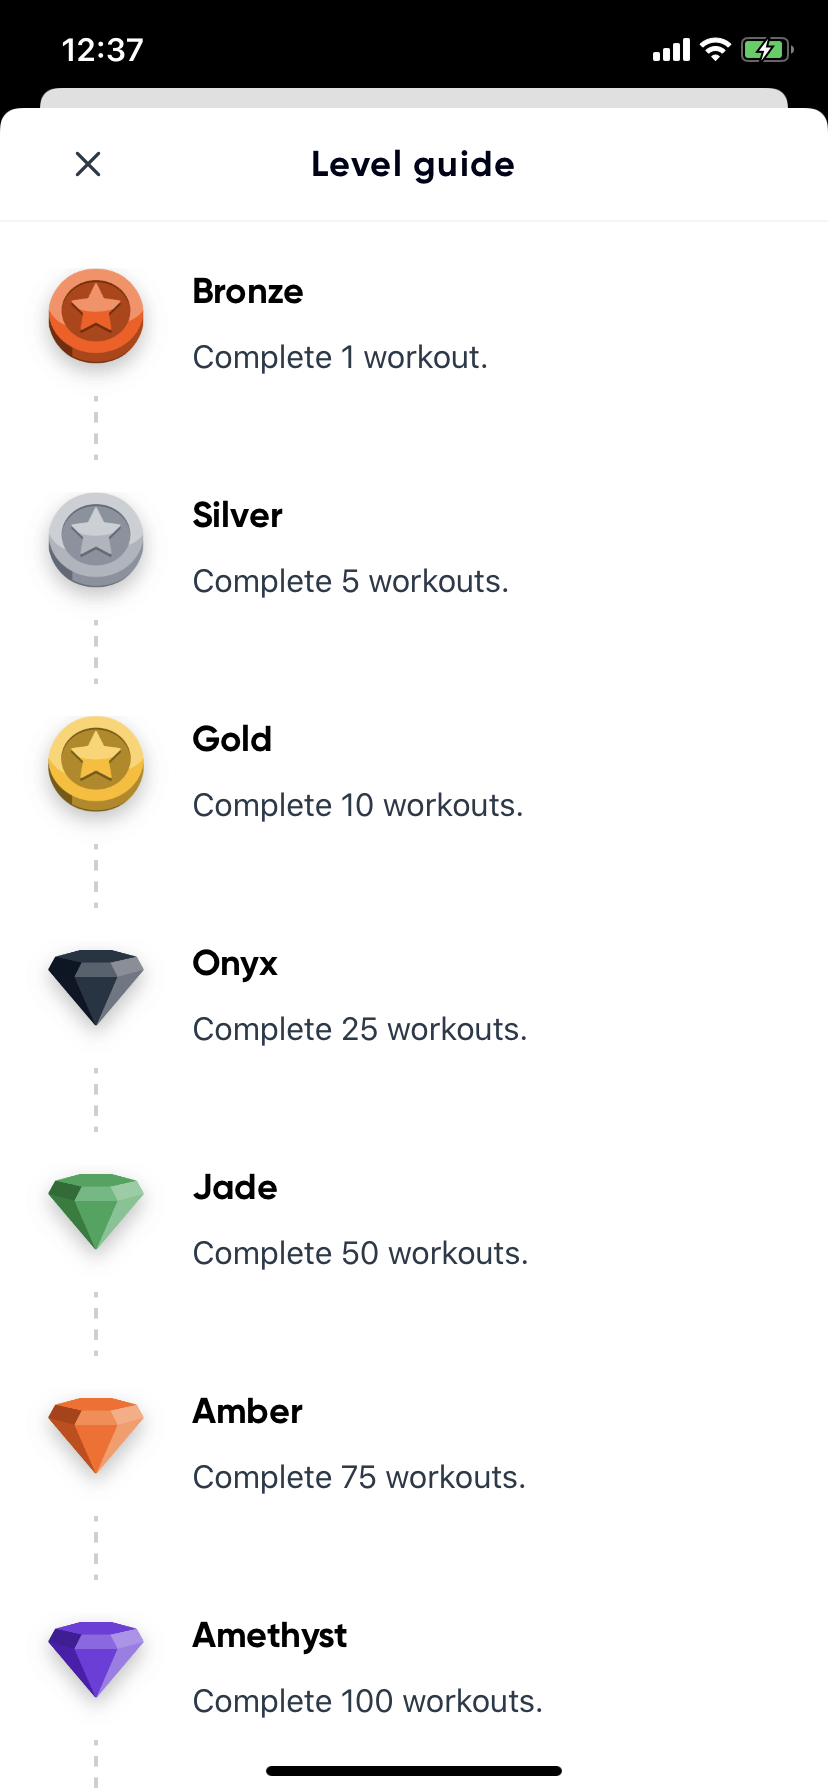 12:37
Level guide
Bronze
Complete 1 workout.
Silver
Complete 5 workouts.
Gold
Complete 10 workouts.
Onyx
Complete 25 workouts.
Jade
Complete 50 workouts.
Amber
Complete 75 workouts.
Amethyst
Complete 100 workouts.